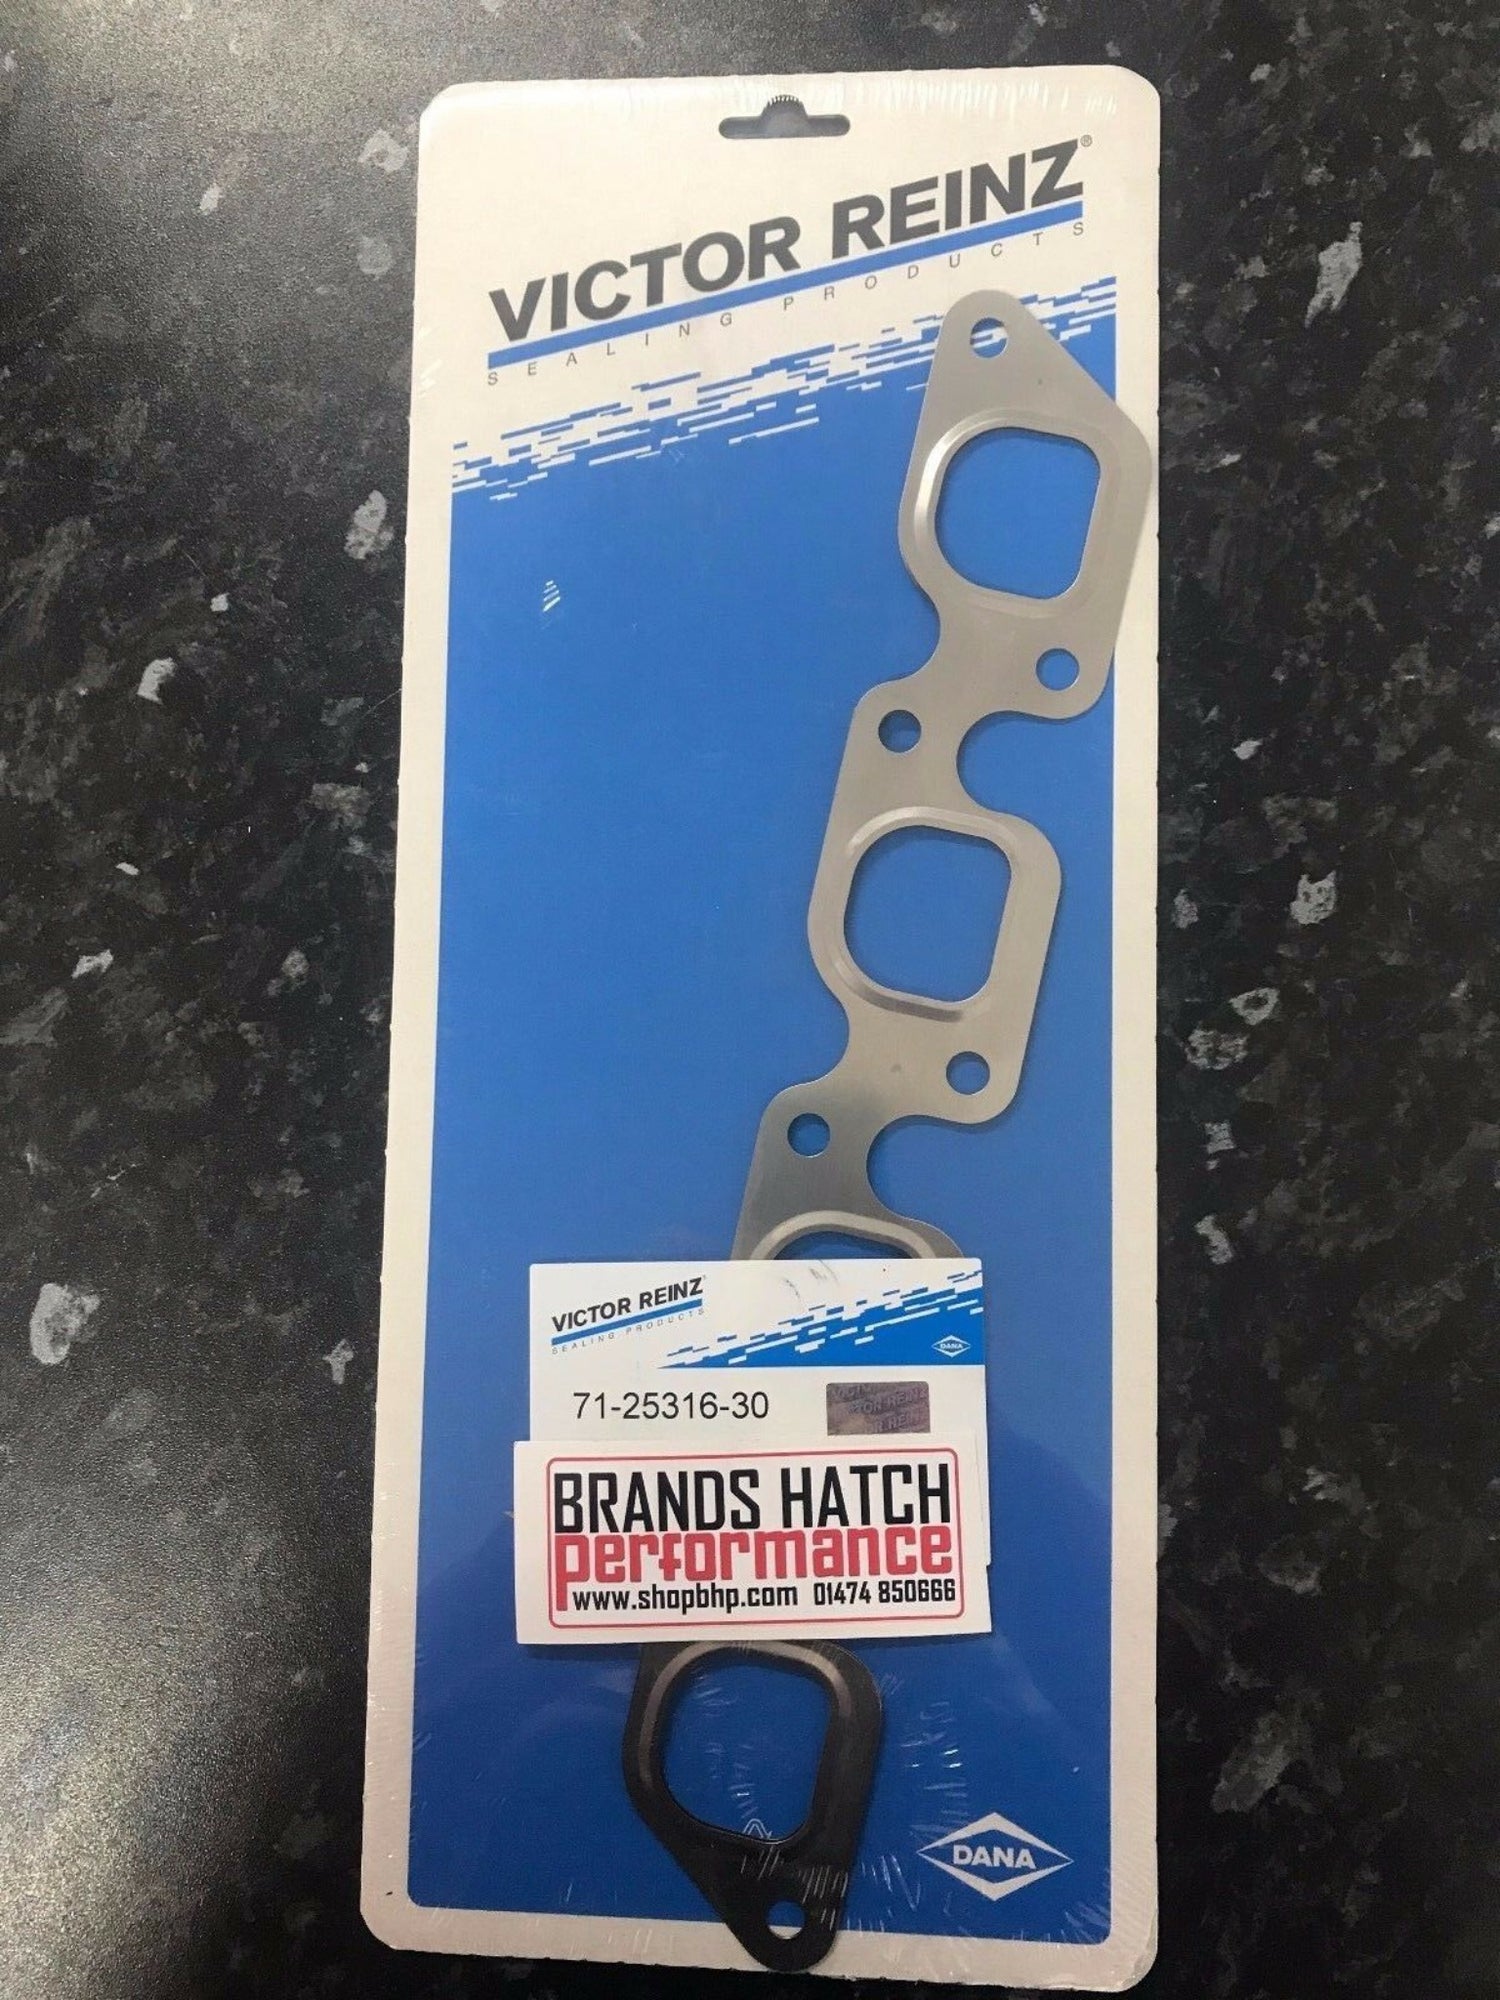 VICTOR REINZ®
SEALING PRODUCTS
VICTOR REINZ®
SEALING PRODUCTS
DANA
71-25316-30
BRANDS HATCH
performance
www.shopbhp.com 01474 850666
DANA